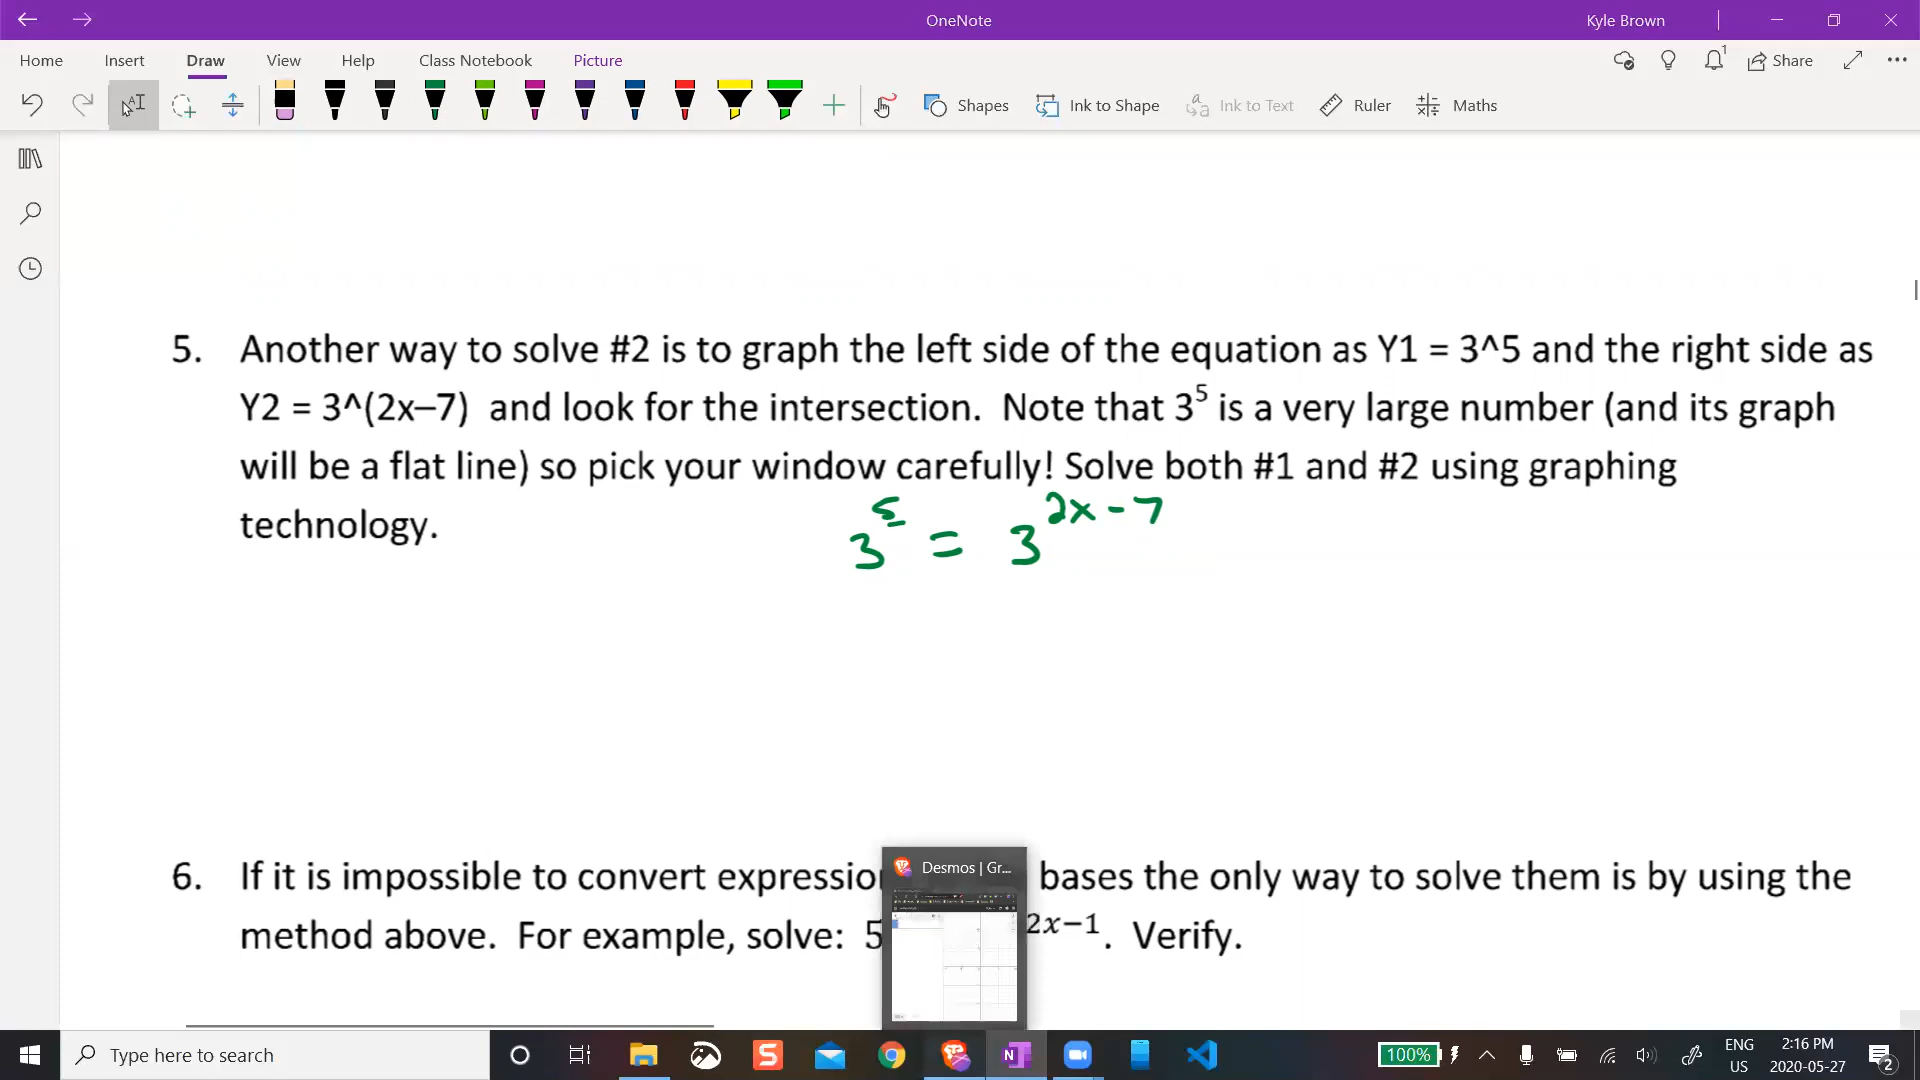 OneNote
Kyle Brown
Home Insert Draw View Help Class Notebook Picture
1
Share
Shapes Ink to Shape Ink to Text Ruler Maths
5. Another way to solve #2 is to graph the left side of the equation as Y1 = 3^5 and the right side as
Y2 = 3^(2x–7) and look for the intersection. Note that 3⁵ is a very large number (and its graph
will be a flat line) so pick your window carefully! Solve both #1 and #2 using graphing
technology.
3⁵ = 3^{2x-7}
Desmos | Gr...
6. If it is impossible to convert expression bases the only way to solve them is by using the
method above. For example, solve: 5 2x−1. Verify.
Type here to search
100%
ENG
US
2:16 PM
2020-05-27
2